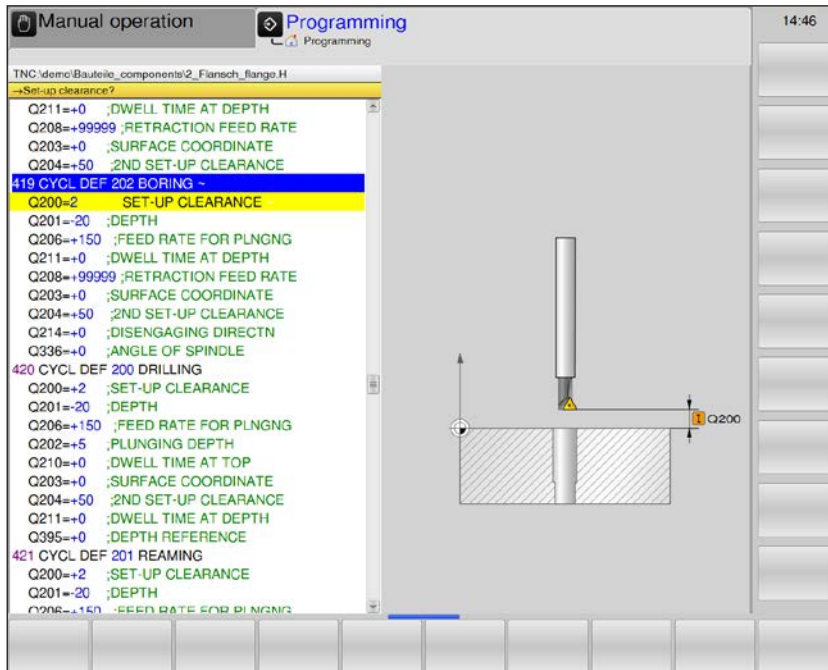 Manual operation
Programming
Programming
14:46
TNC:\demo\Bauteile_components\2_Flansch_flange.H
→Set-up clearance?
Q211=+0 ;DWELL TIME AT DEPTH
Q208=+99999 ;RETRACTION FEED RATE
Q203=+0 ;SURFACE COORDINATE
Q204=+50 ;2ND SET-UP CLEARANCE
419 CYCL DEF 202 BORING ~
Q200=2 SET-UP CLEARANCE ~
Q201=-20 ;DEPTH
Q206=+150 ;FEED RATE FOR PLNGNG
Q211=+0 ;DWELL TIME AT DEPTH
Q208=+99999 ;RETRACTION FEED RATE
Q203=+0 ;SURFACE COORDINATE
Q204=+50 ;2ND SET-UP CLEARANCE
Q214=+0 ;DISENGAGING DIRECTN
Q336=+0 ;ANGLE OF SPINDLE
420 CYCL DEF 200 DRILLING
Q200=+2 ;SET-UP CLEARANCE
Q201=-20 ;DEPTH
Q206=+150 ;FEED RATE FOR PLNGNG
Q202=+5 ;PLUNGING DEPTH
Q210=+0 ;DWELL TIME AT TOP
Q203=+0 ;SURFACE COORDINATE
Q204=+50 ;2ND SET-UP CLEARANCE
Q211=+0 ;DWELL TIME AT DEPTH
Q395=+0 ;DEPTH REFERENCE
421 CYCL DEF 201 REAMING
Q200=+2 ;SET-UP CLEARANCE
Q201=-20 ;DEPTH
Q206=+150 ;FEED RATE FOR PLNGNG
Q200